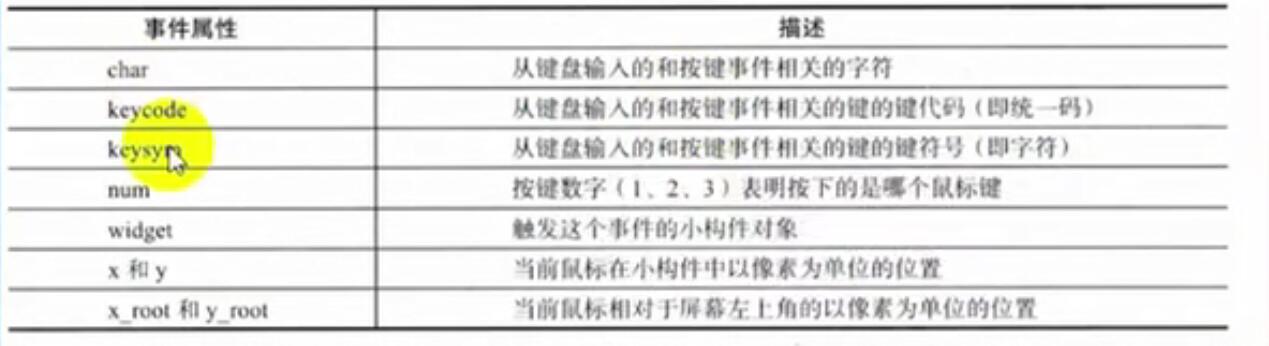 事件属性 描述
char 从键盘输入的和按键事件相关的字符
keycode 从键盘输入的和按键事件相关的键的键代码（即统一码）
keysym 从键盘输入的和按键事件相关的键的键符号（即字符）
num 按键数字（1、2、3）表明按下的是哪个鼠标键
widget 触发这个事件的小构件对象
x 和 y 当前鼠标在小构件中以像素为单位的位置
x_root 和 y_root 当前鼠标相对于屏幕左上角的以像素为单位的位置